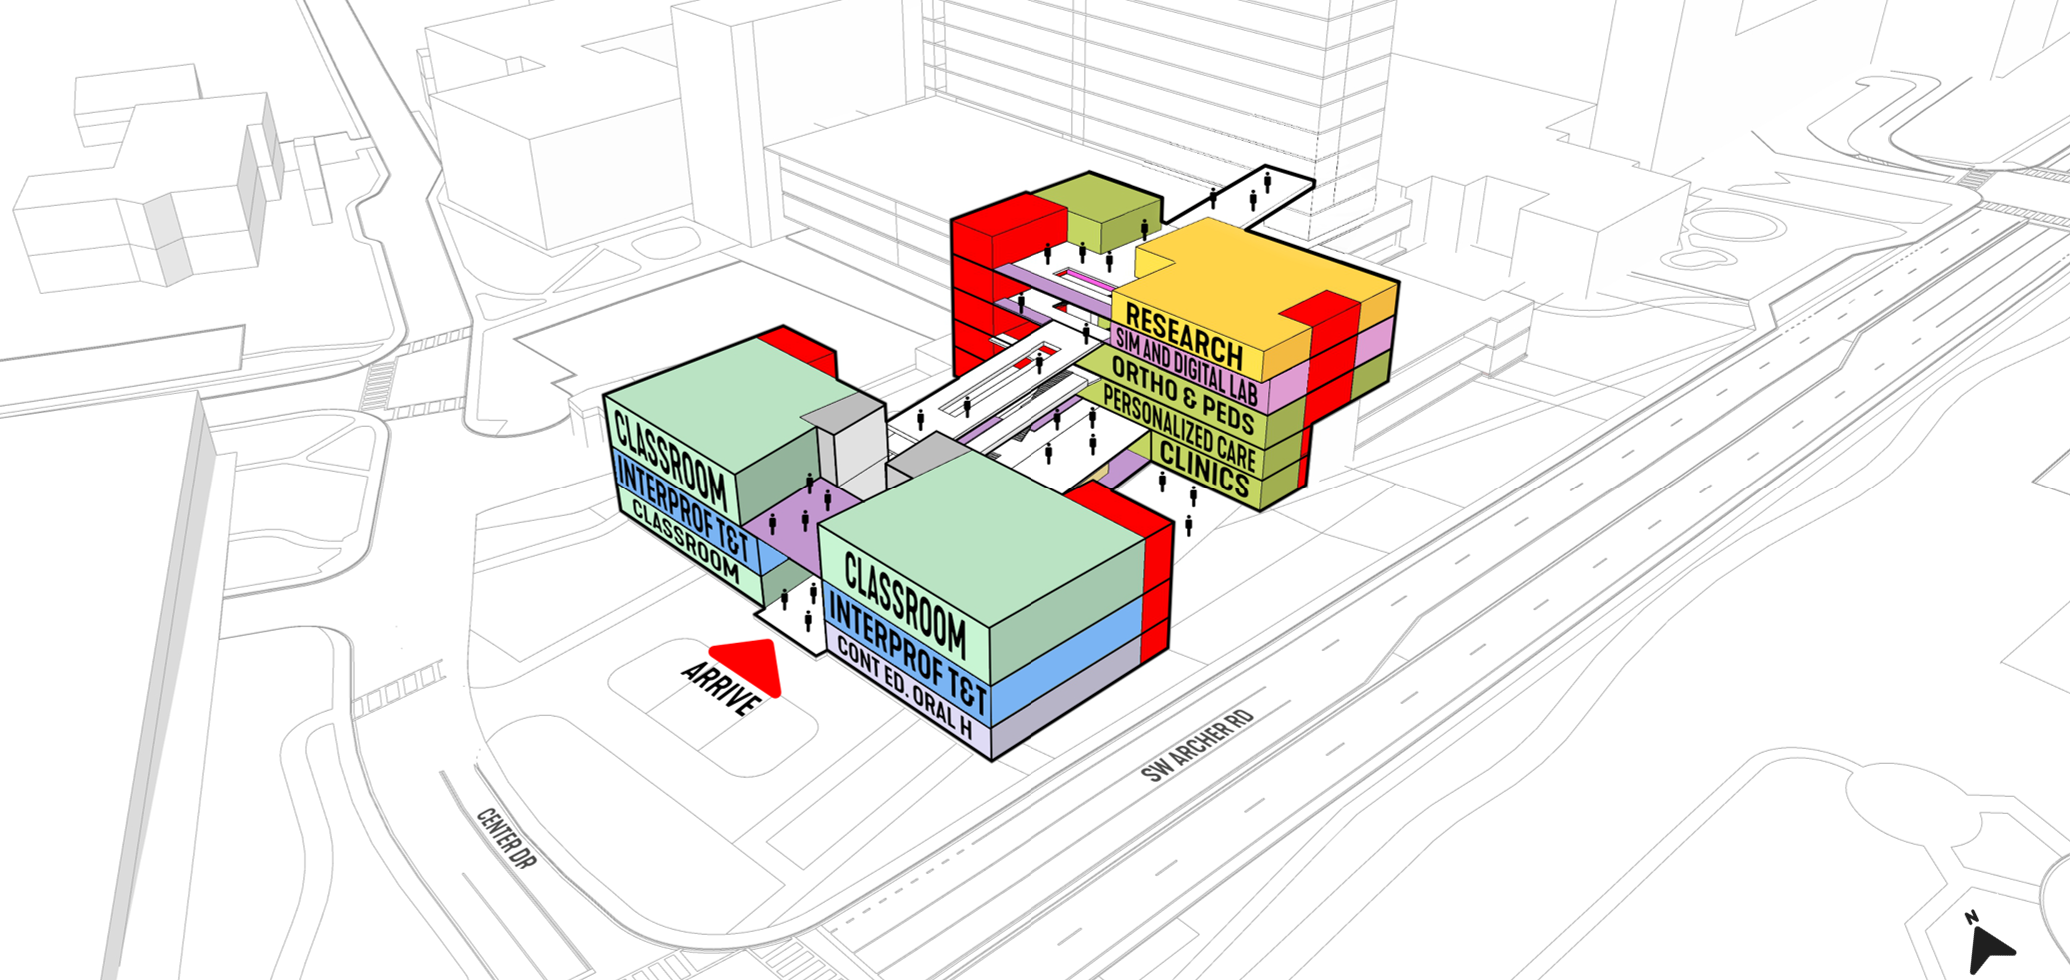 RESEARCH
SIM AND DIGITAL LAB
ORTHO & PEDS
PERSONALIZED CARE
CLINICS
CLASSROOM
INTERPROF T&T
CLASSROOM
CLASSROOM
INTERPROF T&T
CONT ED. ORAL H
ARRIVE
SW ARCHER RD
CENTER DR
N